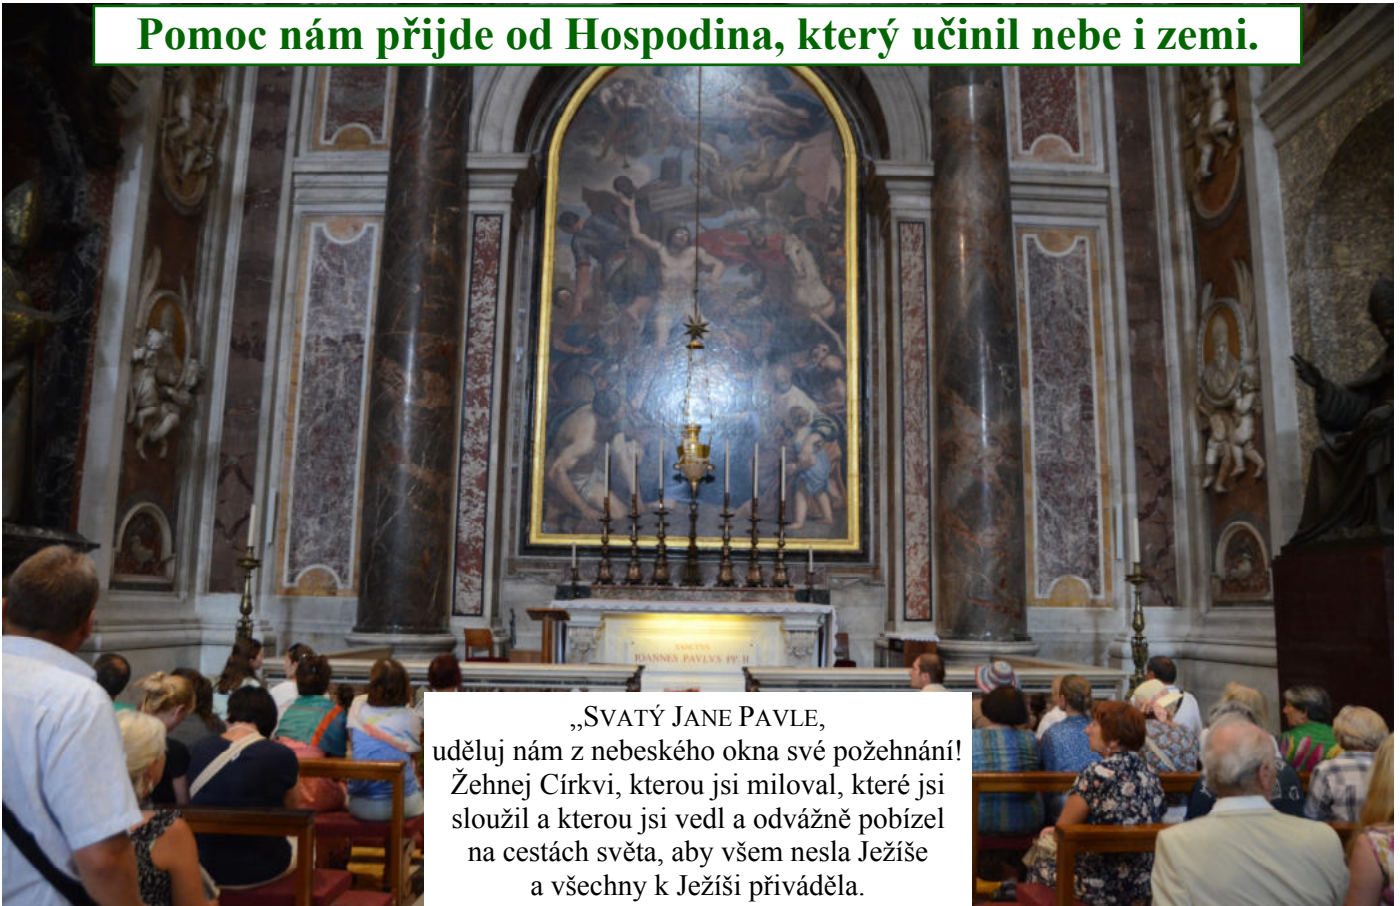 Pomoc nám přijde od Hospodina, který učinil nebe i zemi.
SANCTVS
IOANNES PAVLVS PP. II
„SVATÝ JANE PAVLE,
uděluj nám z nebeského okna své požehnání!
Žehnej Církvi, kterou jsi miloval, které jsi
sloužil a kterou jsi vedl a odvážně pobízel
na cestách světa, aby všem nesla Ježíše
a všechny k Ježíši přiváděla.